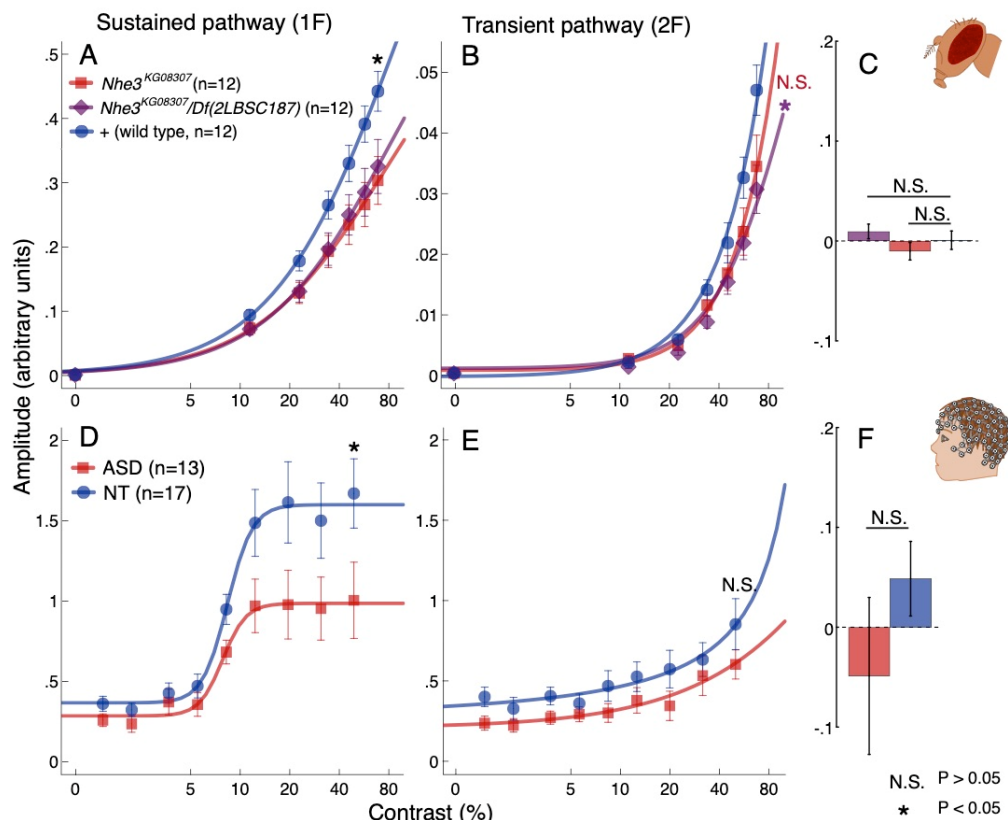 Sustained pathway (1F)
Transient pathway (2F)
Amplitude (arbitrary units)
A
Nhe3 KG08307 (n=12)
Nhe3 KG08307/Df(2LBSC187) (n=12)
+ (wild type, n=12)
*
.5
.4
.3
.2
.1
0
0 5 10 20 40 80
B
N.S.
*
.05
.04
.03
.02
.01
0
0 5 10 20 40 80
C
.2
.1
0
-.1
N.S.
N.S.
D
ASD (n=13)
NT (n=17)
*
2
1.5
1
.5
0
0 5 10 20 40 80
E
N.S.
2
1.5
1
.5
0
0 5 10 20 40 80
Contrast (%)
F
.2
.1
0
-.1
N.S.
N.S. P > 0.05
* P < 0.05